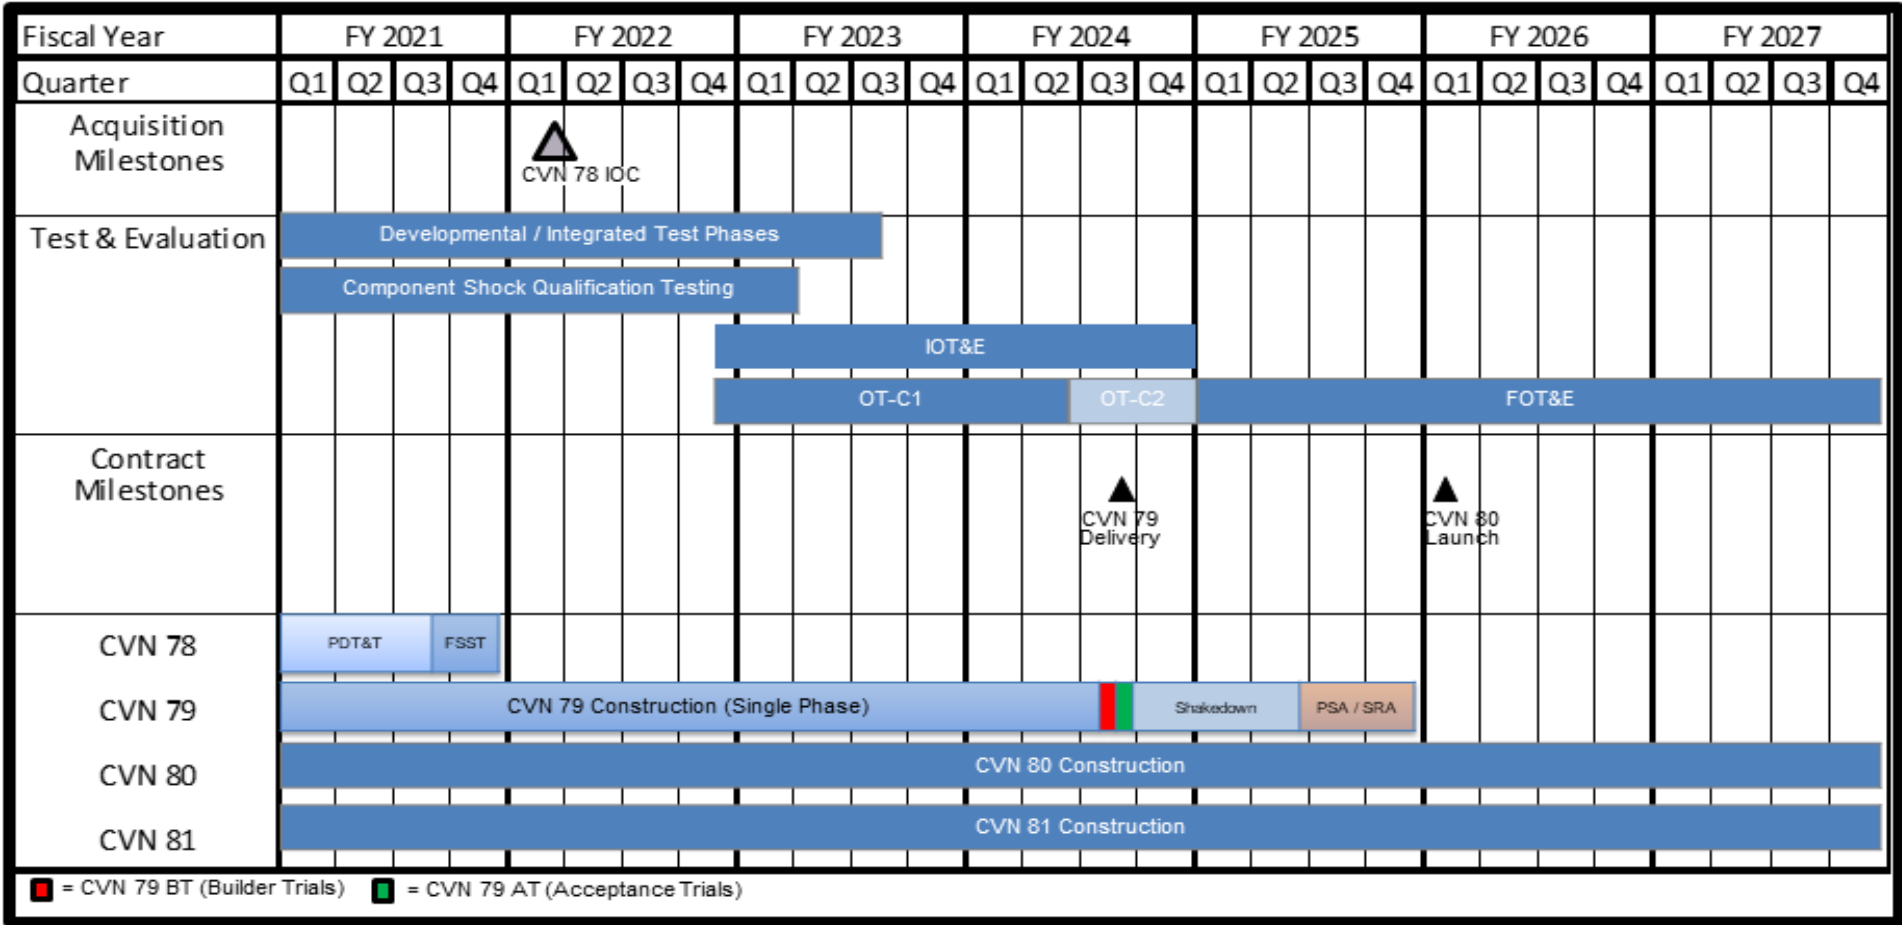 Fiscal Year FY 2021 FY 2022 FY 2023 FY 2024 FY 2025 FY 2026 FY 2027
Quarter Q1 Q2 Q3 Q4 Q1 Q2 Q3 Q4 Q1 Q2 Q3 Q4 Q1 Q2 Q3 Q4 Q1 Q2 Q3 Q4 Q1 Q2 Q3 Q4 Q1 Q2 Q3 Q4
Acquisition
Milestones
CVN 78 IOC
Test & Evaluation
Developmental / Integrated Test Phases
Component Shock Qualification Testing
IOT&E
OT-C1 OT-C2 FOT&E
Contract
Milestones
CVN 79
Delivery
CVN 80
Launch
CVN 78 PDT&T FSST
CVN 79 CVN 79 Construction (Single Phase) Shakedown PSA / SRA
CVN 80 CVN 80 Construction
CVN 81 CVN 81 Construction
= CVN 79 BT (Builder Trials) = CVN 79 AT (Acceptance Trials)